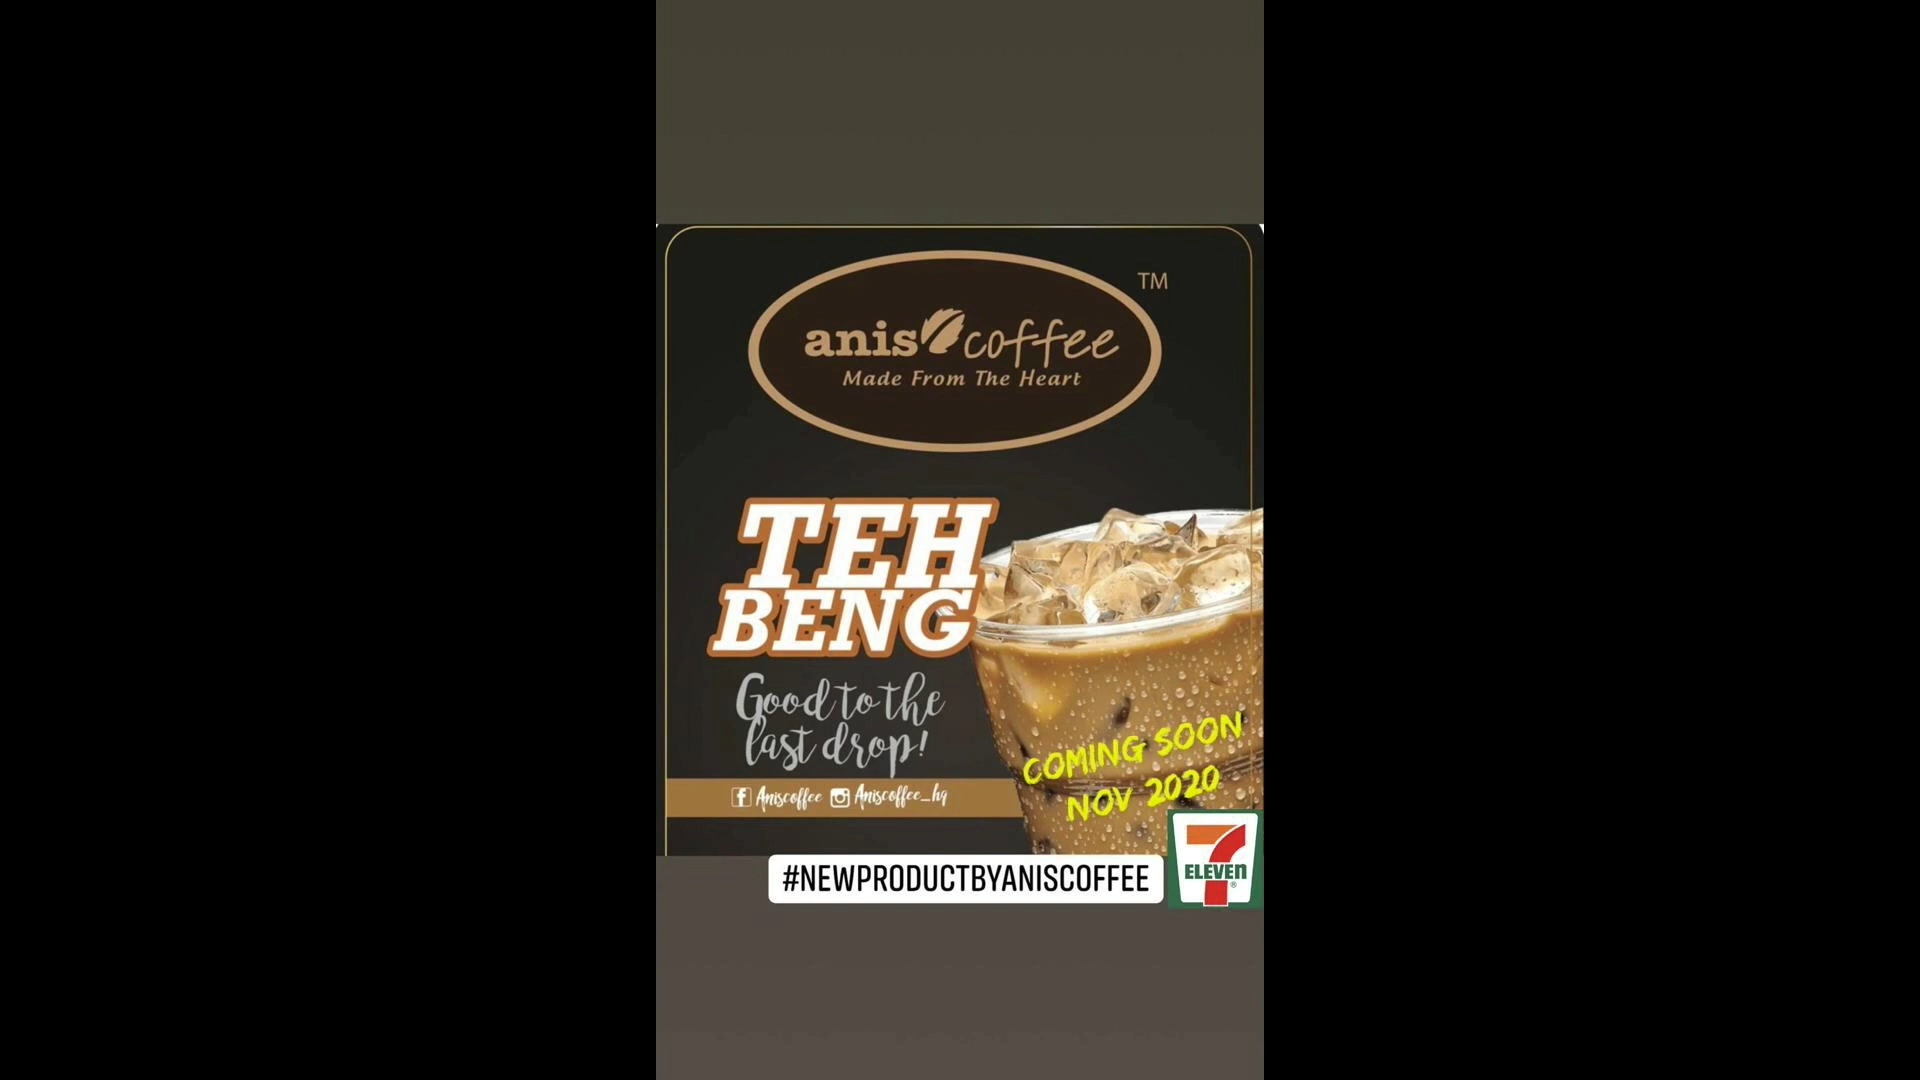 TM
anis coffee
Made From The Heart
TEH
BENG
Good to the
last drop!
Aniscoffee Aniscoffee_hq
COMING SOON
NOV 2020
#NEWPRODUCTBYANISCOFFEE
7
ELEVEn
®